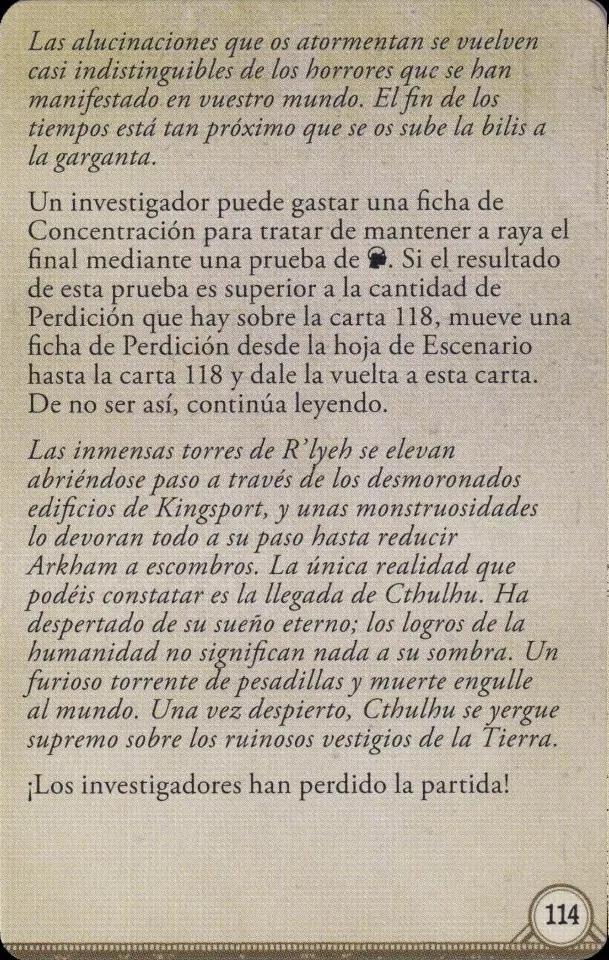 Las alucinaciones que os atormentan se vuelven
casi indistinguibles de los horrores que se han
manifestado en vuestro mundo. El fin de los
tiempos está tan próximo que se os sube la bilis a
la garganta.
Un investigador puede gastar una ficha de
Concentración para tratar de mantener a raya el
final mediante una prueba de . Si el resultado
de esta prueba es superior a la cantidad de
Perdición que hay sobre la carta 118, mueve una
ficha de Perdición desde la hoja de Escenario
hasta la carta 118 y dale la vuelta a esta carta.
De no ser así, continúa leyendo.
Las inmensas torres de R'lyeh se elevan
abriéndose paso a través de los desmoronados
edificios de Kingsport, y unas monstruosidades
lo devoran todo a su paso hasta reducir
Arkham a escombros. La única realidad que
podéis constatar es la llegada de Cthulhu. Ha
despertado de su sueño eterno; los logros de la
humanidad no significan nada a su sombra. Un
furioso torrente de pesadillas y muerte engulle
al mundo. Una vez despierto, Cthulhu se yergue
supremo sobre los ruinosos vestigios de la Tierra.
¡Los investigadores han perdido la partida!
114